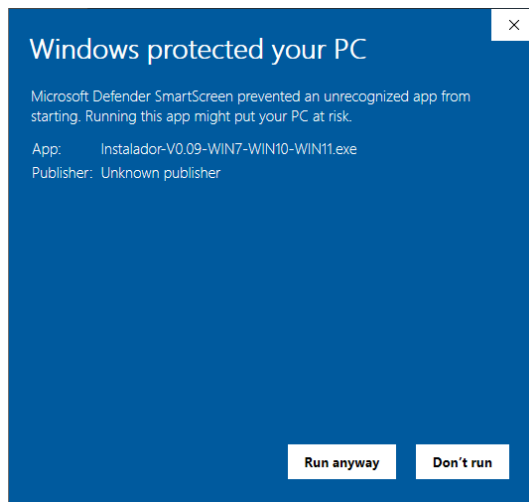 Windows protected your PC
Microsoft Defender SmartScreen prevented an unrecognized app from
starting. Running this app might put your PC at risk.
App: Instalador-V0.09-WIN7-WIN10-WIN11.exe
Publisher: Unknown publisher
Run anyway Don't run